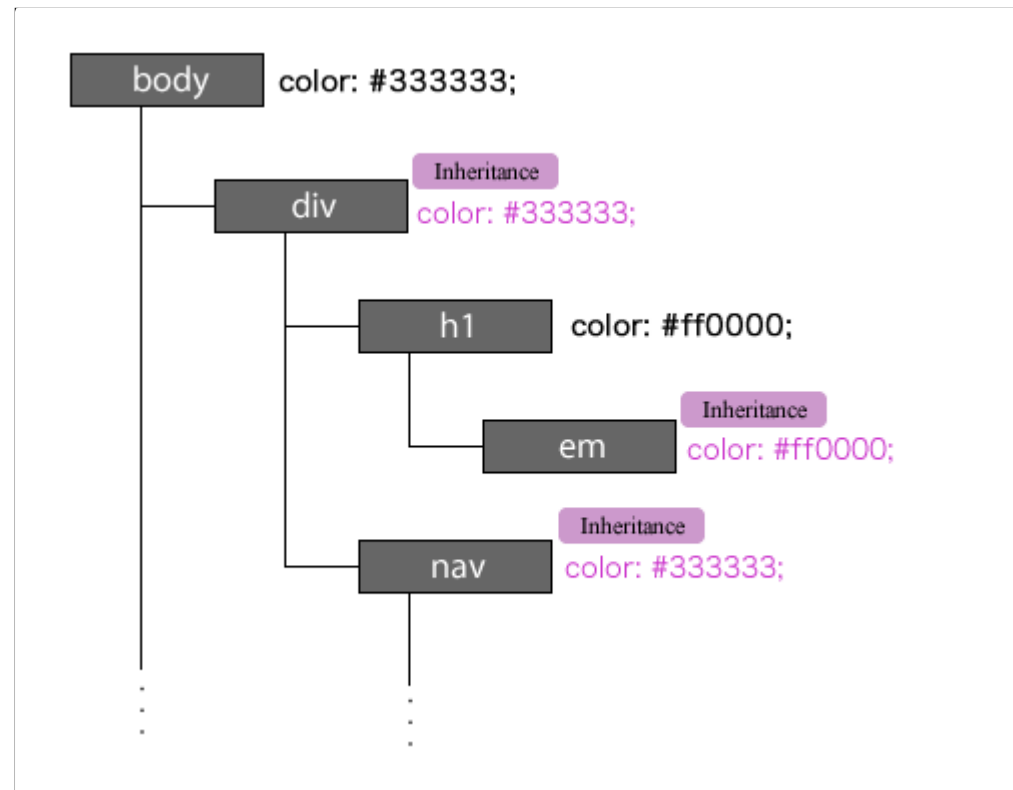 body color: #333333;
Inheritance
div color: #333333;
h1 color: #ff0000;
Inheritance
em color: #ff0000;
Inheritance
nav color: #333333;